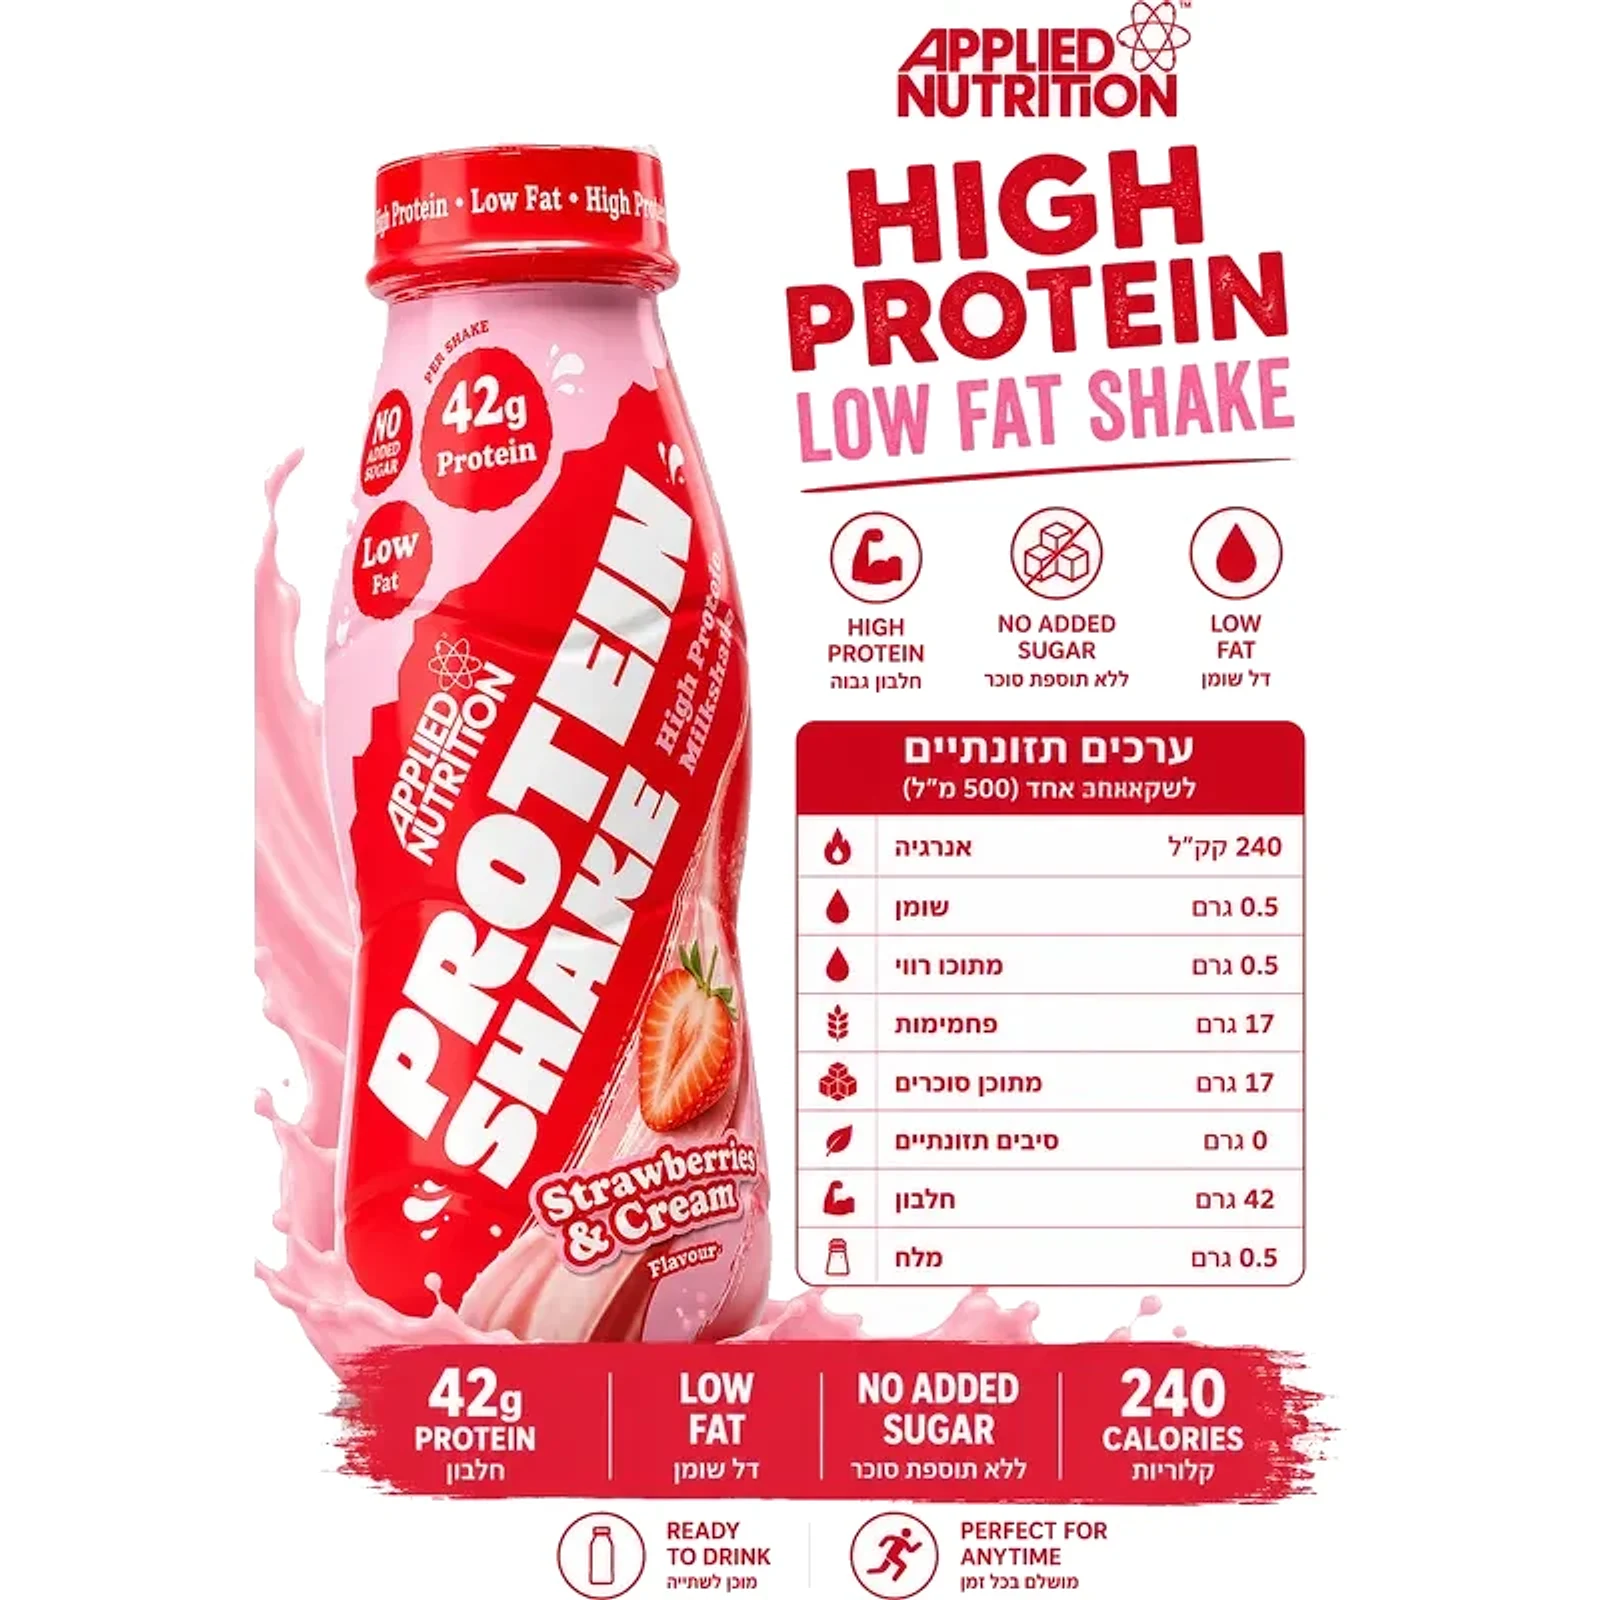 APPLIED
NUTRITION
TM
HIGH
PROTEIN
LOW FAT SHAKE
HIGH
PROTEIN
חלבון גבוה
NO ADDED
SUGAR
ללא תוספת סוכר
LOW
FAT
דל שומן
High Protein • Low Fat • High Pro
PER SHAKE
42g
Protein
NO
ADDED
SUGAR
Low
Fat
APPLIED
NUTRITION
PROTEIN
SHAKE
High Protein
Milkshake
Strawberries
& Cream
Flavour
ערכים תזונתיים
אחד (500 מ"ל)
אנרגיה 240 קק"ל
שומן 0.5 גרם
מתוכו רווי 0.5 גרם
פחמימות 17 גרם
מתוכן סוכרים 17 גרם
סיבים תזונתיים 0 גרם
חלבון 42 גרם
מלח 0.5 גרם
42g
PROTEIN
חלבון
LOW
FAT
דל שומן
NO ADDED
SUGAR
ללא תוספת סוכר
240
CALORIES
קלוריות
READY
TO DRINK
מוכן לשתייה
PERFECT FOR
ANYTIME
מושלם בכל זמן